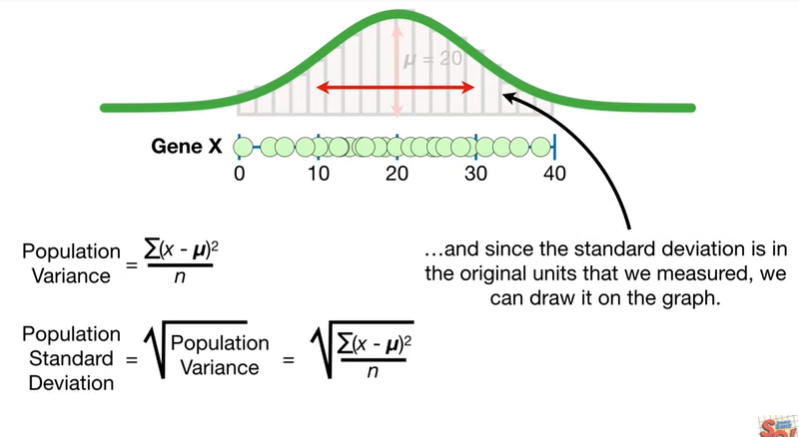 μ = 20
Gene X
0 10 20 30 40
Population
Variance
= Σ(x - μ)²
n
...and since the standard deviation is in
the original units that we measured, we
can draw it on the graph.
Population
Standard
Deviation
= √
Population
Variance
= √
Σ(x - μ)²
n